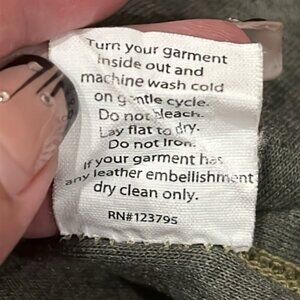 Turn your garment
inside out and
machine wash cold
on gentle cycle.
Do not bleach.
Lay flat to dry.
Do not Iron.
If your garment has
any leather embellishment
dry clean only.
RN#123795